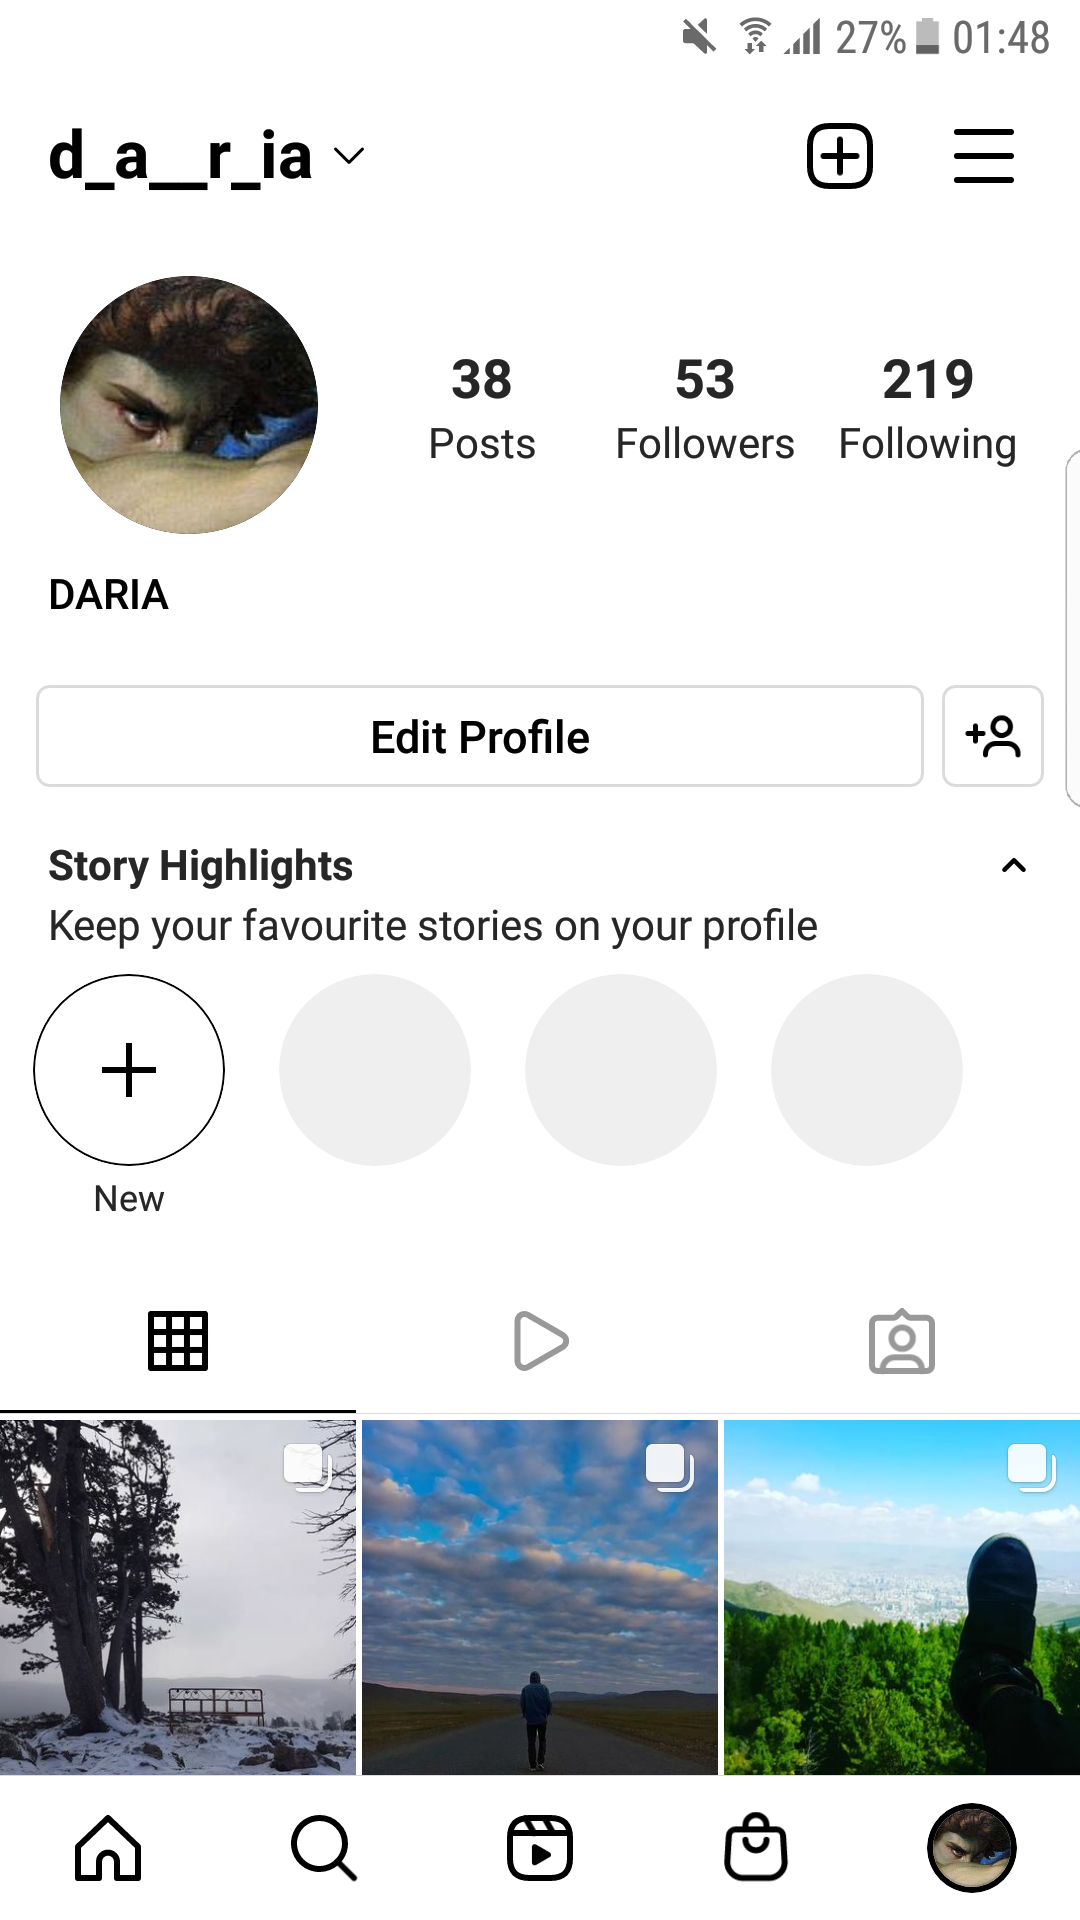 27% 01:48
d_a__r_ia
38 53 219
Posts Followers Following
DARIA
Edit Profile
Story Highlights
Keep your favourite stories on your profile
New